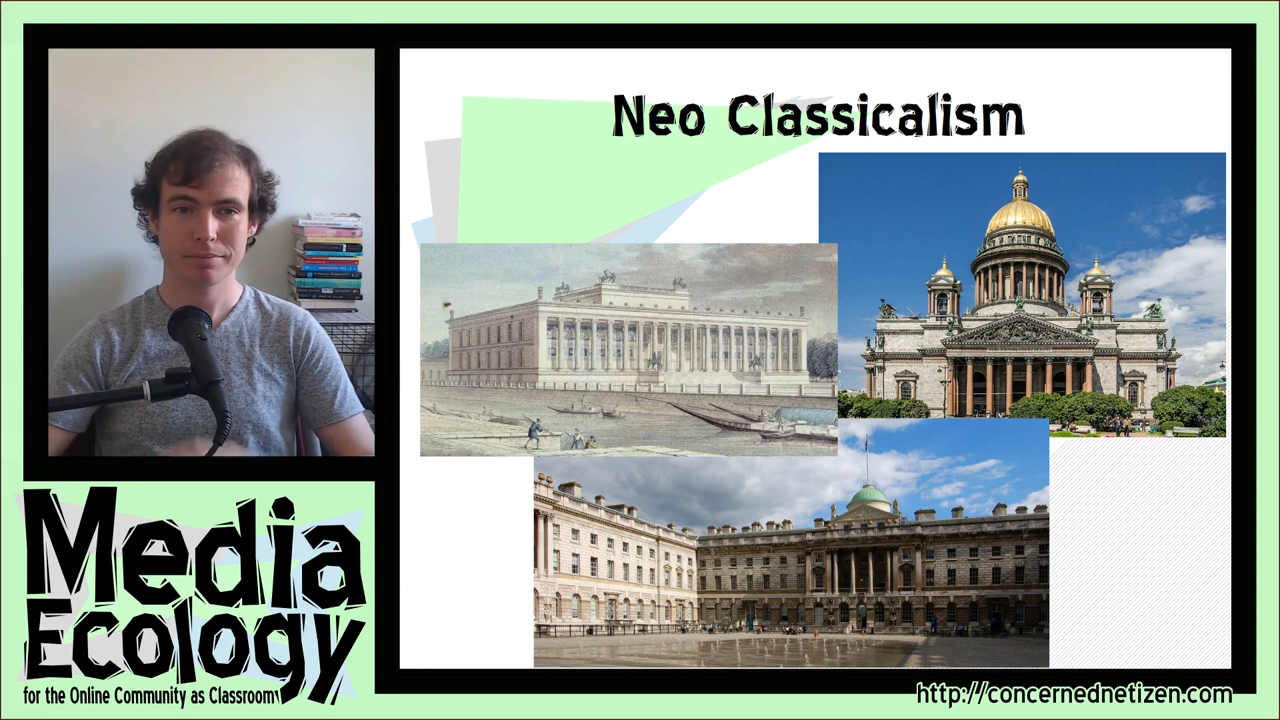 Neo Classicalism
Media
Ecology
for the Online Community as Classroom
http://concernednetizen.com